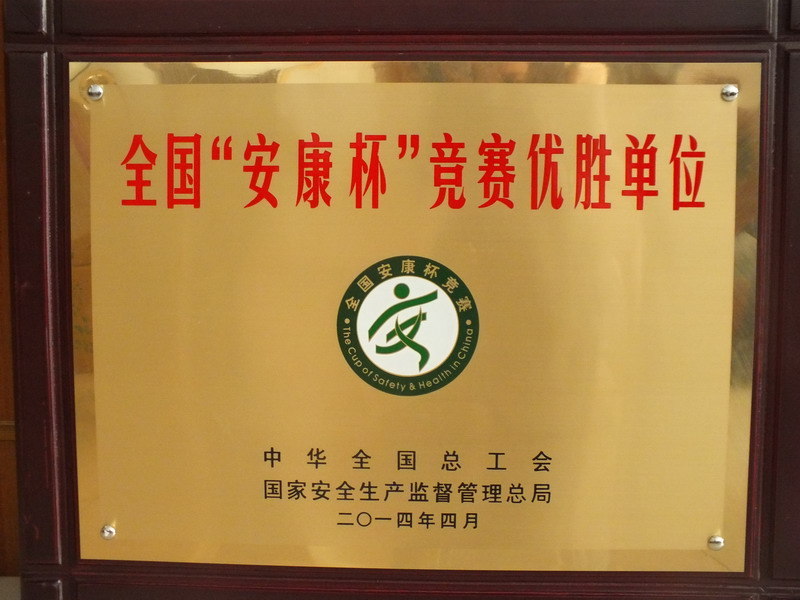 全国“安康杯”竞赛优胜单位
全国安康杯竞赛
The Cup of Safety & Health in China
中华全国总工会
国家安全生产监督管理总局
二〇一四年四月